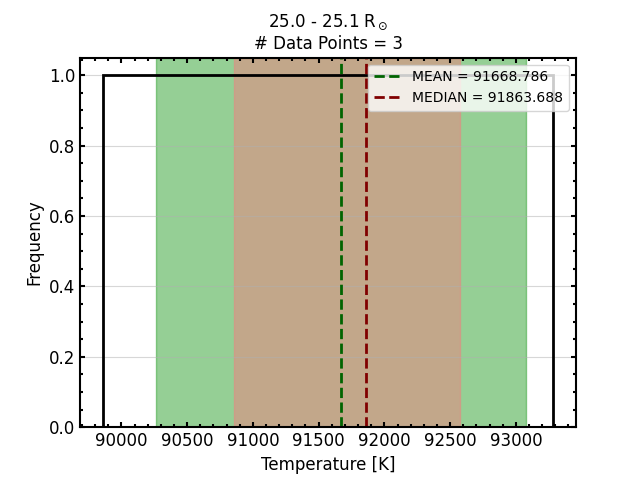 25.0 - 25.1 R⊙
# Data Points = 3
MEAN = 91668.786
MEDIAN = 91863.688
Frequency
1.0
0.8
0.6
0.4
0.2
0.0
90000 90500 91000 91500 92000 92500 93000
Temperature [K]